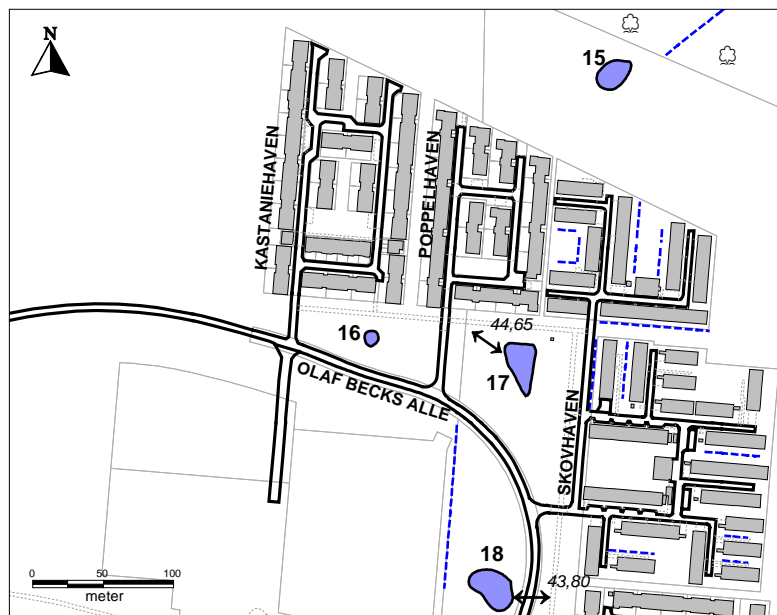 N
15
KASTANIEHAVEN
POPPELHAVEN
16
44,65
17
OLAF BECKS ALLE
SKOVHAVEN
18
43,80
0 50 100
meter